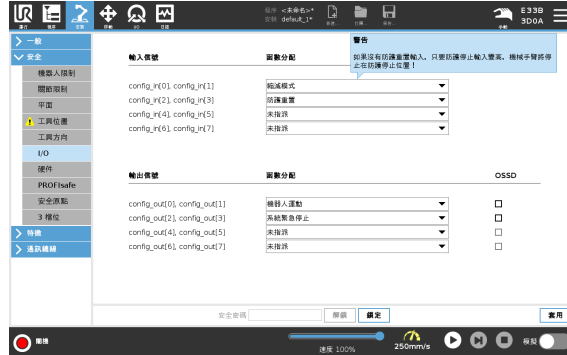 UR
程序 <未命名>*
安裝 default_1*
E33B
3D0A
一般
安全
機器人限制
關節限制
平面
工具位置
工具方向
I/O
硬件
PROFIsafe
安全原點
3 檔位
特徵
通訊總線
警告
如果沒有防護重置輸入，只要防護停止輸入變高，機械手臂將停
止在防護停止位置！
輸入信號 函數分配
config_in[0], config_in[1] 縮減模式
config_in[2], config_in[3] 防護重置
config_in[4], config_in[5] 未指派
config_in[6], config_in[7] 未指派
輸出信號 函數分配 OSSD
config_out[0], config_out[1] 機器人運動
config_out[2], config_out[3] 系統緊急停止
config_out[4], config_out[5] 未指派
config_out[6], config_out[7] 未指派
安全密碼 解鎖 鎖定 套用
關機 速度 100% 250mm/s 模擬